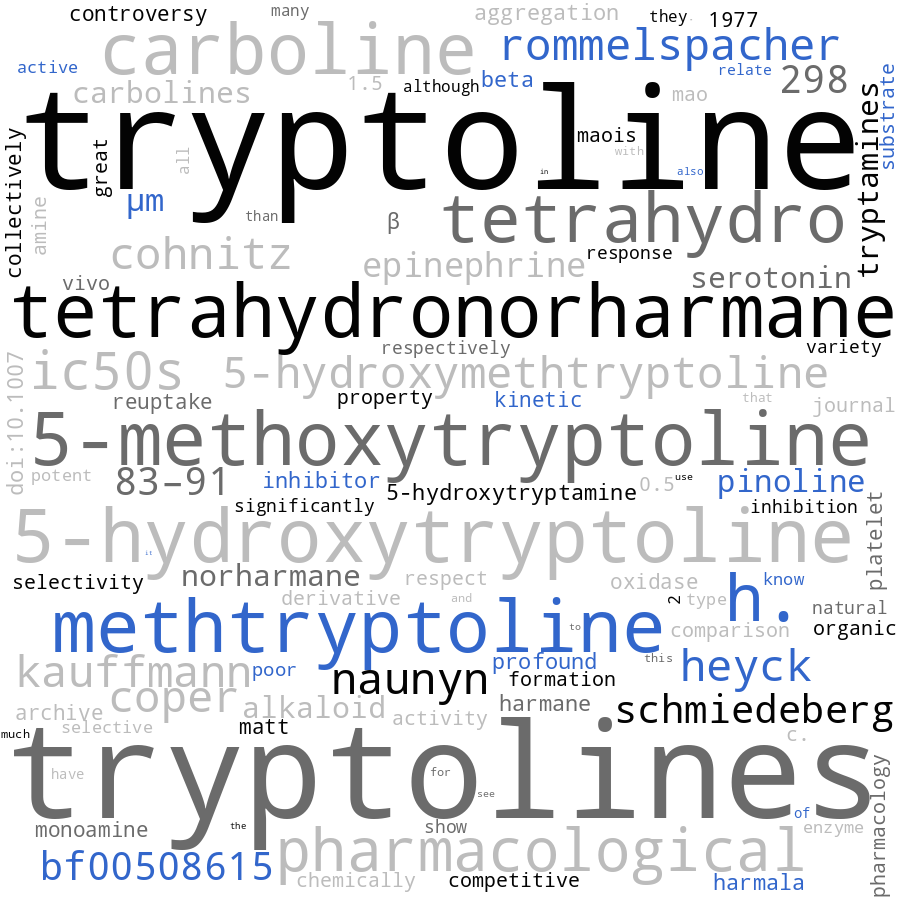 controversy
many
aggregation
they
1977
carboline
rommelspacher
active
carbolines
1.5
although
beta
relate
298
mao
substrate
tryptoline
maois
with
also
in
tryptamines
collectively
great
all
amine
µm
than
β
tetrahydro
cohnitz
epinephrine
response
serotonin
vivo
tetrahydronorharmane
respectively
variety
doi:10.1007
ic50s
5-hydroxymethtryptoline
reuptake
property
kinetic
that
journal
5-methoxytryptoline
potent
83–91
inhibitor
5-hydroxytryptamine
0.5
use
pinoline
significantly
inhibition
platelet
5-hydroxytryptoline
it
selectivity
norharmane
respect
oxidase
know
derivative
and
2
type
h.
natural
methtryptoline
to
comparison
organic
kauffmann
poor
profound
this
heyck
naunyn
formation
coper
alkaloid
harmane
schmiedeberg
archive
selective
matt
activity
c.
much
tryptolines
have
for
see
pharmacology
monoamine
the
show
of
enzyme
bf00508615
pharmacological
chemically
competitive
harmala